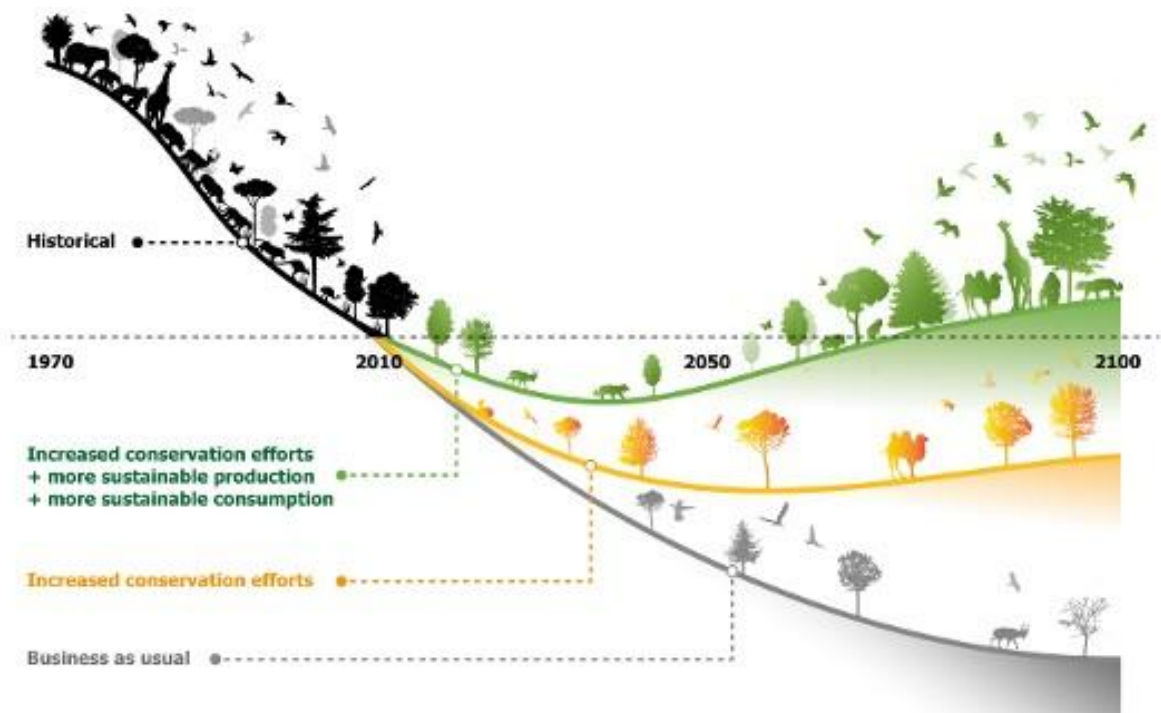 Historical
1970 2010 2050 2100
Increased conservation efforts
+ more sustainable production
+ more sustainable consumption
Increased conservation efforts
Business as usual